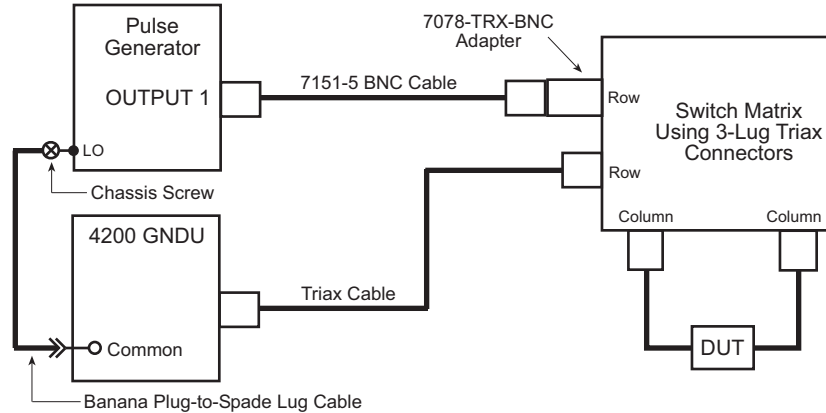 Pulse
Generator
OUTPUT 1
LO
Chassis Screw
7151-5 BNC Cable
7078-TRX-BNC
Adapter
Row
Row
Switch Matrix
Using 3-Lug Triax
Connectors
Column
Column
4200 GNDU
Common
Triax Cable
DUT
Banana Plug-to-Spade Lug Cable